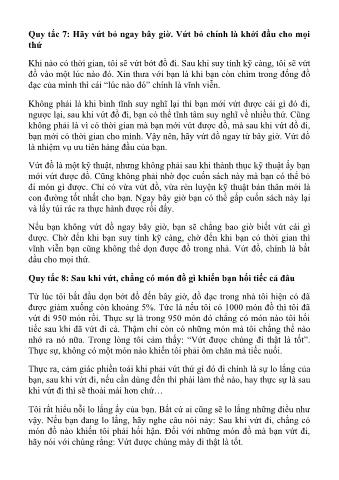 Quy tắc 7: Hãy vứt bỏ ngay bây giờ. Vứt bỏ chính là khởi đầu cho mọi
thứ
Khi nào có thời gian, tôi sẽ vứt bớt đồ đi. Sau khi suy tính kỹ càng, tôi sẽ vứt
đồ vào một lúc nào đó. Xin thưa với bạn là khi bạn còn chìm trong đống đồ
đạc của mình thì cái “lúc nào đó” chính là vĩnh viễn.
Không phải là khi bình tĩnh suy nghĩ lại thì bạn mới vứt được cái gì đó đi,
ngược lại, sau khi vứt đồ đi, bạn có thể tĩnh tâm suy nghĩ về nhiều thứ. Cũng
không phải là vì có thời gian mà bạn mới vứt được đồ, mà sau khi vứt đồ đi,
bạn mới có thời gian cho mình. Vậy nên, hãy vứt đồ ngay từ bây giờ. Vứt đồ
là nhiệm vụ ưu tiên hàng đầu của bạn.
Vứt đồ là một kỹ thuật, nhưng không phải sau khi thành thục kỹ thuật ấy bạn
mới vứt được đồ. Cũng không phải nhờ đọc cuốn sách này mà bạn có thể bỏ
đi món gì được. Chỉ có vừa vứt đồ, vừa rèn luyện kỹ thuật bản thân mới là
con đường tốt nhất cho bạn. Ngay bây giờ bạn có thể gấp cuốn sách này lại
và lấy túi rác ra thực hành được rồi đấy.
Nếu bạn không vứt đồ ngay bây giờ, bạn sẽ chẳng bao giờ biết vứt cái gì
được. Chờ đến khi bạn suy tính kỹ càng, chờ đến khi bạn có thời gian thì
vĩnh viễn bạn cũng không thể dọn được đồ trong nhà. Vứt đồ, chính là bắt
đầu cho mọi thứ.
Quy tắc 8: Sau khi vứt, chẳng có món đồ gì khiến bạn hối tiếc cả đâu
Từ lúc tôi bắt đầu dọn bớt đồ đến bây giờ, đồ đạc trong nhà tôi hiện có đã
được giảm xuống còn khoảng 5%. Tức là nếu tôi có 1000 món đồ thì tôi đã
vứt đi 950 món rồi. Thực sự là trong 950 món đó chẳng có món nào tôi hối
tiếc sau khi đã vứt đi cả. Thậm chí còn có những món mà tôi chẳng thể nào
nhớ ra nó nữa. Trong lòng tôi cảm thấy: “Vứt được chúng đi thật là tốt”.
Thực sự, không có một món nào khiến tôi phải ôm chăn mà tiếc nuối.
Thực ra, cảm giác phiền toái khi phải vứt thứ gì đó đi chính là sự lo lắng của
bạn, sau khi vứt đi, nếu cần dùng đến thì phải làm thế nào, hay thực sự là sau
khi vứt đi thì sẽ thoải mái hơn chứ…
Tôi rất hiểu nỗi lo lắng ấy của bạn. Bất cứ ai cũng sẽ lo lắng những điều như
vậy. Nếu bạn đang lo lắng, hãy nghe câu nói này: Sau khi vứt đi, chẳng có
món đồ nào khiến tôi phải hối hận. Đối với những món đồ mà bạn vứt đi,
hãy nói với chúng rằng: Vứt được chúng mày đi thật là tốt.